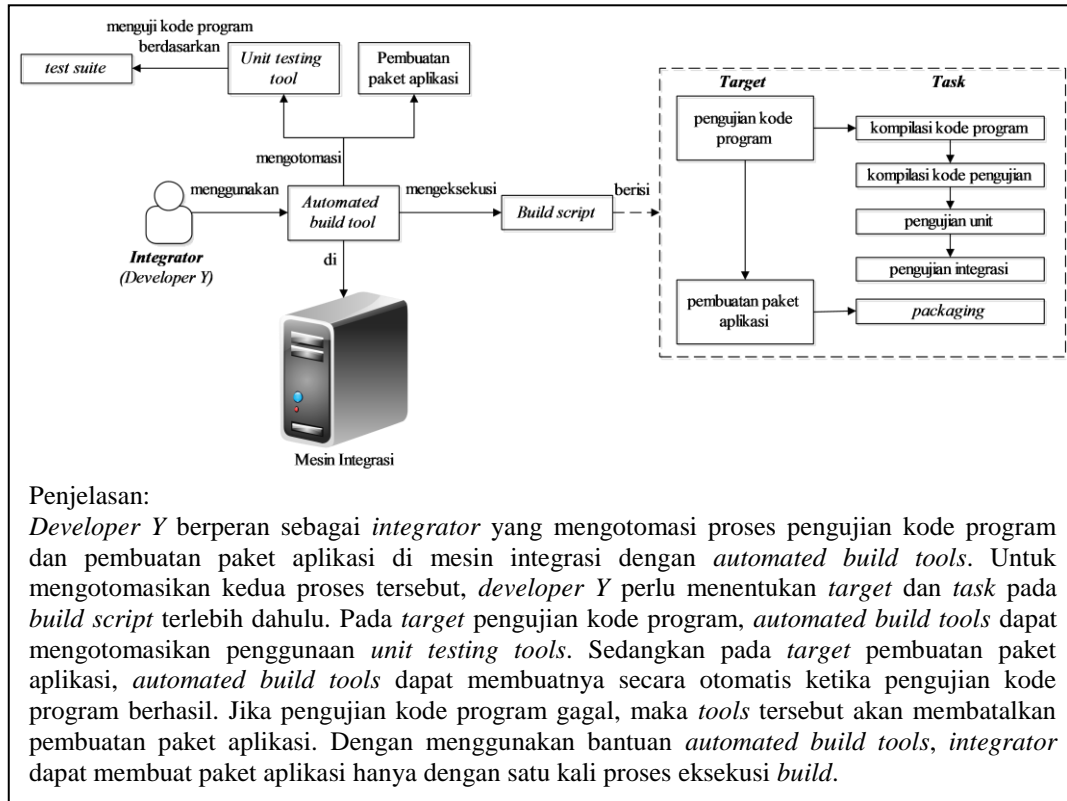 menguji kode program
berdasarkan
test suite
Unit testing
tool
Pembuatan
paket aplikasi
mengotomasi
menggunakan
Automated
build tool
mengeksekusi
Build script
berisi
Integrator
(Developer Y)
di
Mesin Integrasi
Target
Task
pengujian kode
program
kompilasi kode program
kompilasi kode pengujian
pengujian unit
pengujian integrasi
pembuatan paket
aplikasi
packaging
Penjelasan:
Developer Y berperan sebagai integrator yang mengotomasi proses pengujian kode program
dan pembuatan paket aplikasi di mesin integrasi dengan automated build tools. Untuk
mengotomasikan kedua proses tersebut, developer Y perlu menentukan target dan task pada
build script terlebih dahulu. Pada target pengujian kode program, automated build tools dapat
mengotomasikan penggunaan unit testing tools. Sedangkan pada target pembuatan paket
aplikasi, automated build tools dapat membuatnya secara otomatis ketika pengujian kode
program berhasil. Jika pengujian kode program gagal, maka tools tersebut akan membatalkan
pembuatan paket aplikasi. Dengan menggunakan bantuan automated build tools, integrator
dapat membuat paket aplikasi hanya dengan satu kali proses eksekusi build.